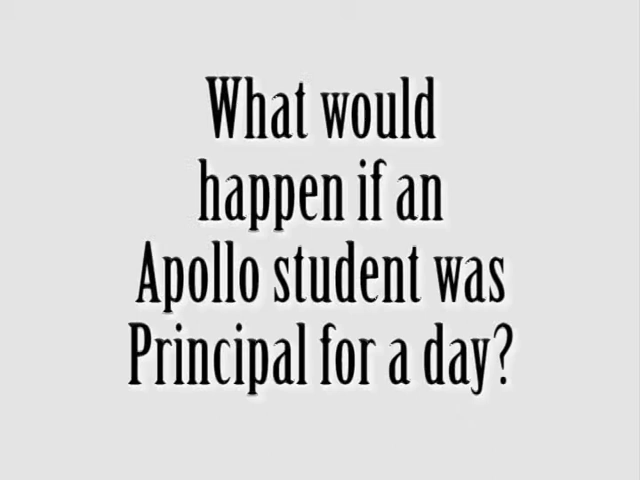 What would
happen if an
Apollo student was
Principal for a day?